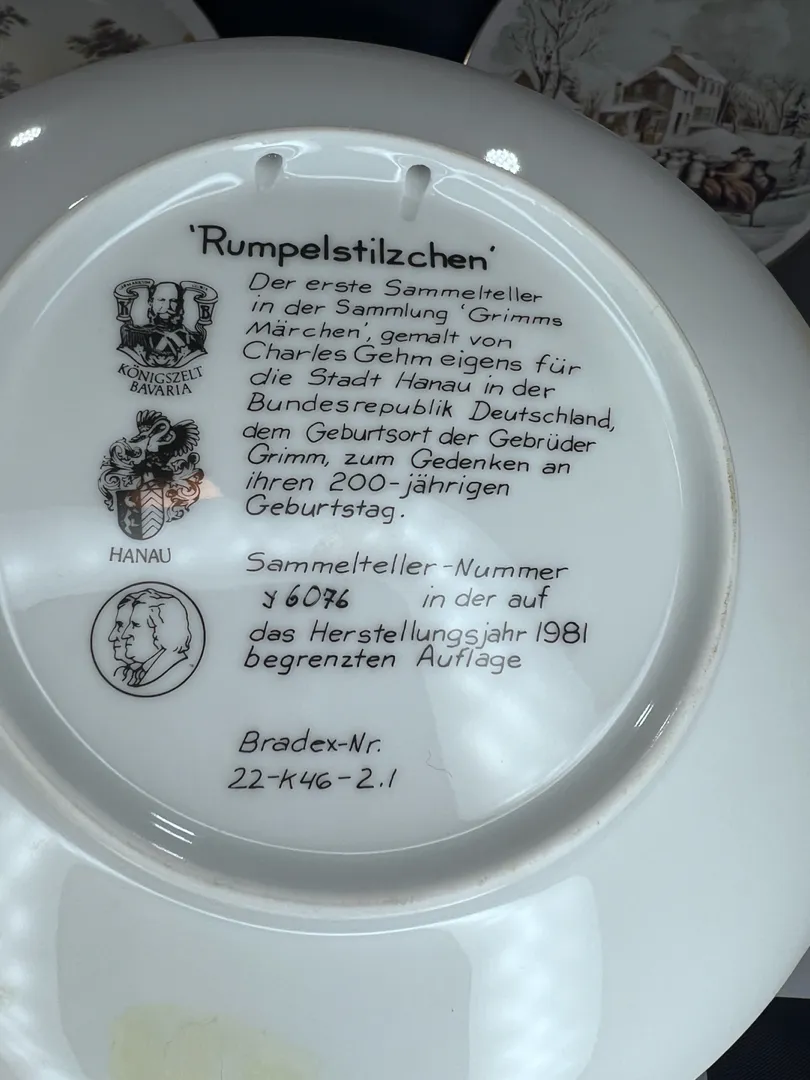 'Rumpelstilzchen'
Der erste Sammelteller
in der Sammlung 'Grimms
Märchen', gemalt von
Charles Gehm eigens für
die Stadt Hanau in der
Bundesrepublik Deutschland,
dem Geburtsort der Gebrüder
Grimm, zum Gedenken an
ihren 200-jährigen
Geburtstag.
KÖNIGSZELT
BAVARIA
HANAU
Sammelteller-Nummer
y 6076 in der auf
das Herstellungsjahr 1981
begrenzten Auflage
Bradex-Nr.
22-K46-2.1